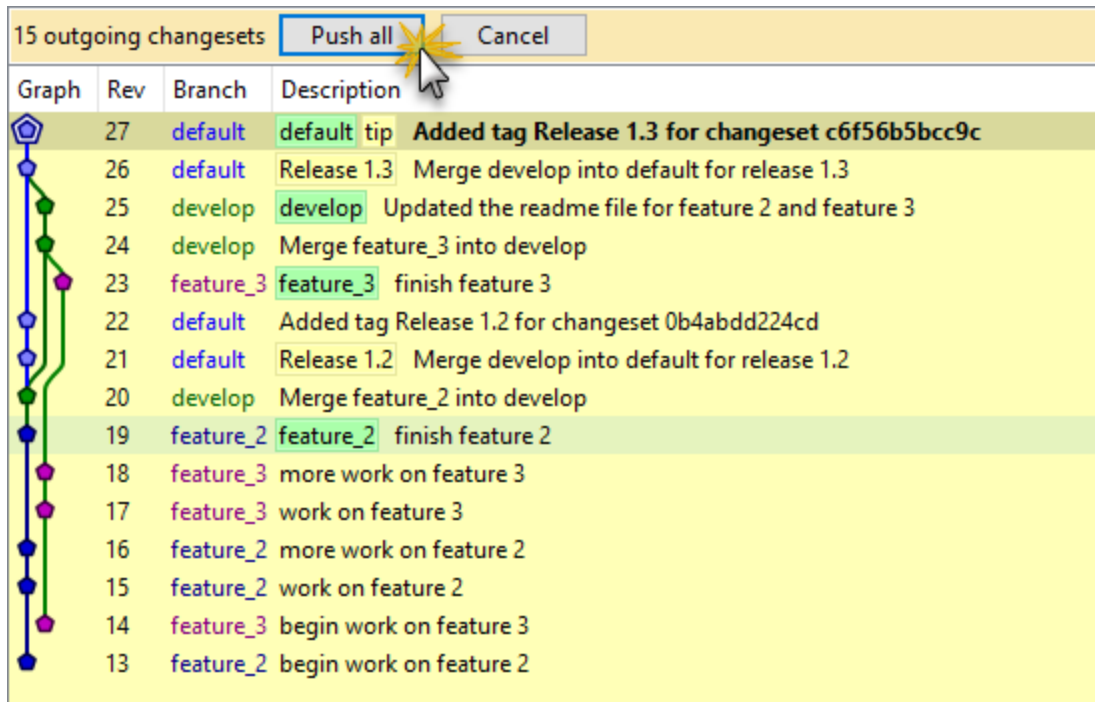 15 outgoing changesets Push all Cancel
Graph Rev Branch Description
27 default default tip Added tag Release 1.3 for changeset c6f56b5bcc9c
26 default Release 1.3 Merge develop into default for release 1.3
25 develop develop Updated the readme file for feature 2 and feature 3
24 develop Merge feature_3 into develop
23 feature_3 feature_3 finish feature 3
22 default Added tag Release 1.2 for changeset 0b4abdd224cd
21 default Release 1.2 Merge develop into default for release 1.2
20 develop Merge feature_2 into develop
19 feature_2 feature_2 finish feature 2
18 feature_3 more work on feature 3
17 feature_3 work on feature 3
16 feature_2 more work on feature 2
15 feature_2 work on feature 2
14 feature_3 begin work on feature 3
13 feature_2 begin work on feature 2